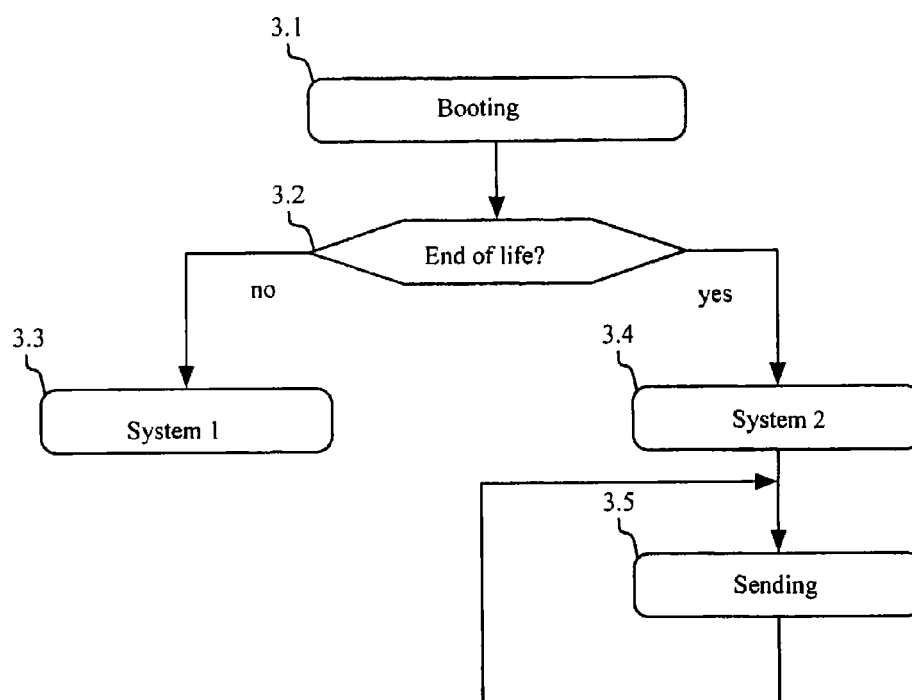 3.1
Booting
3.2
End of life?
no
yes
3.3
System 1
3.4
System 2
3.5
Sending